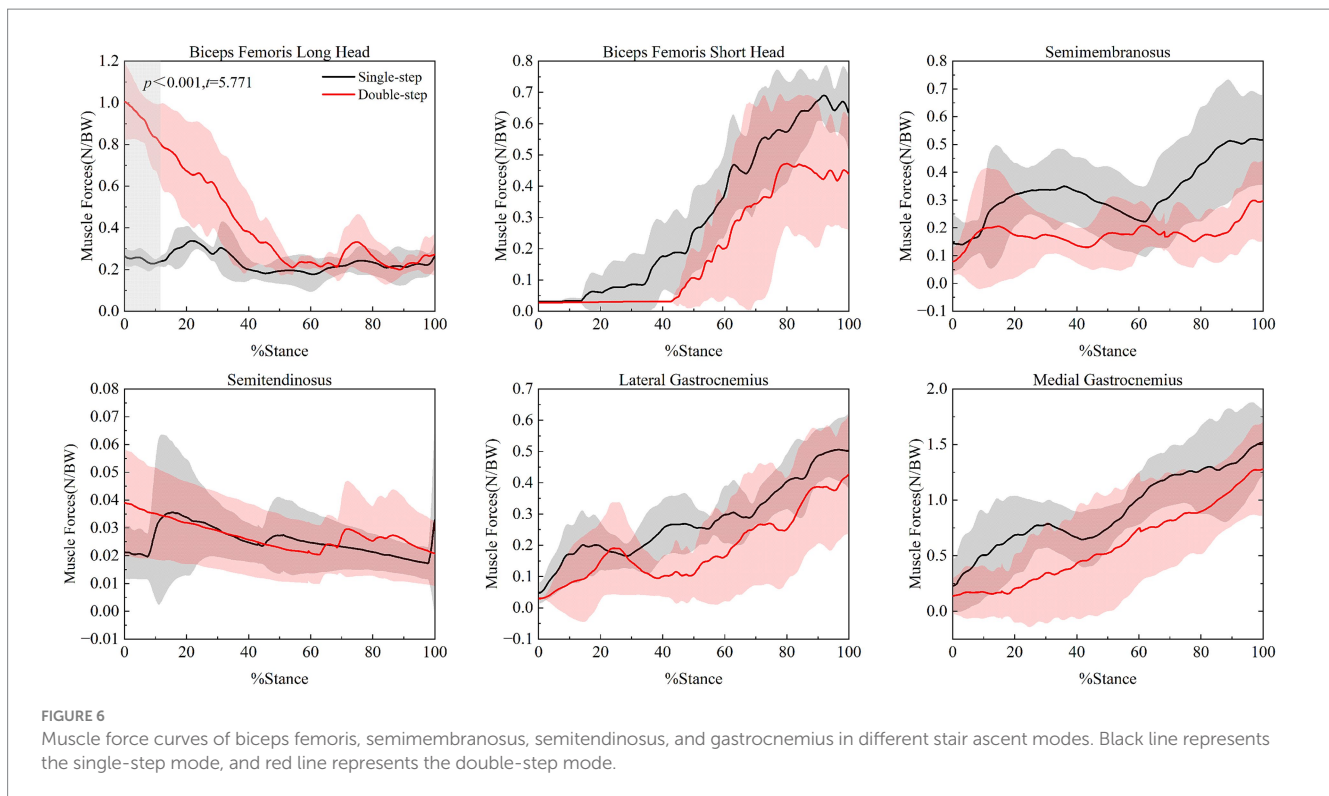 Biceps Femoris Long Head
Muscle Forces(N/BW)
1.2
1.0
0.8
0.6
0.4
0.2
0.0
p<0.001,t=5.771
Single-step
Double-step
0 20 40 60 80 100
%Stance
Biceps Femoris Short Head
Muscle Forces(N/BW)
0.8
0.7
0.6
0.5
0.4
0.3
0.2
0.1
0.0
0 20 40 60 80 100
%Stance
Semimembranosus
Muscle Forces(N/BW)
0.8
0.7
0.6
0.5
0.4
0.3
0.2
0.1
0.0
−0.1
0 20 40 60 80 100
%Stance
Semitendinosus
Muscle Forces(N/BW)
0.08
0.07
0.06
0.05
0.04
0.03
0.02
0.01
0.00
−0.01
0 20 40 60 80 100
%Stance
Lateral Gastrocnemius
Muscle Forces(N/BW)
0.7
0.6
0.5
0.4
0.3
0.2
0.1
0.0
−0.1
0 20 40 60 80 100
%Stance
Medial Gastrocnemius
Muscle Forces(N/BW)
2.0
1.5
1.0
0.5
0.0
0 20 40 60 80 100
%Stance
FIGURE 6
Muscle force curves of biceps femoris, semimembranosus, semitendinosus, and gastrocnemius in different stair ascent modes. Black line represents
the single-step mode, and red line represents the double-step mode.